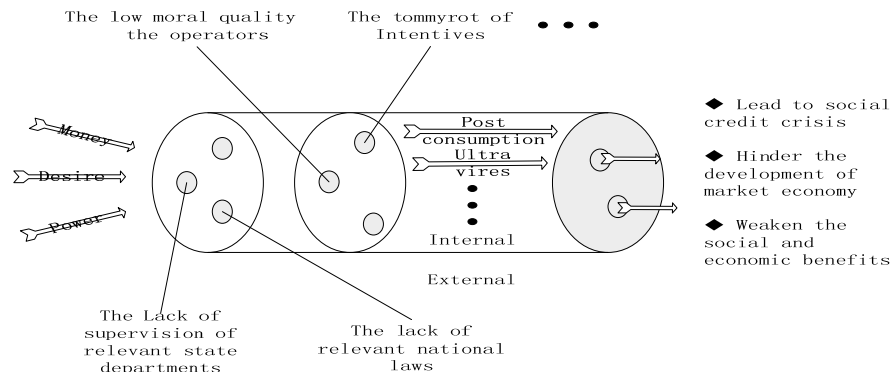 The low moral quality
the operators
The tommyrot of
Intentives
Money
Desire
Power
Post
consumption
Ultra
vires
Internal
External
The Lack of
supervision of
relevant state
departments
The lack of
relevant national
laws
◆ Lead to social
credit crisis
◆ Hinder the
development of
market economy
◆ Weaken the
social and
economic benefits